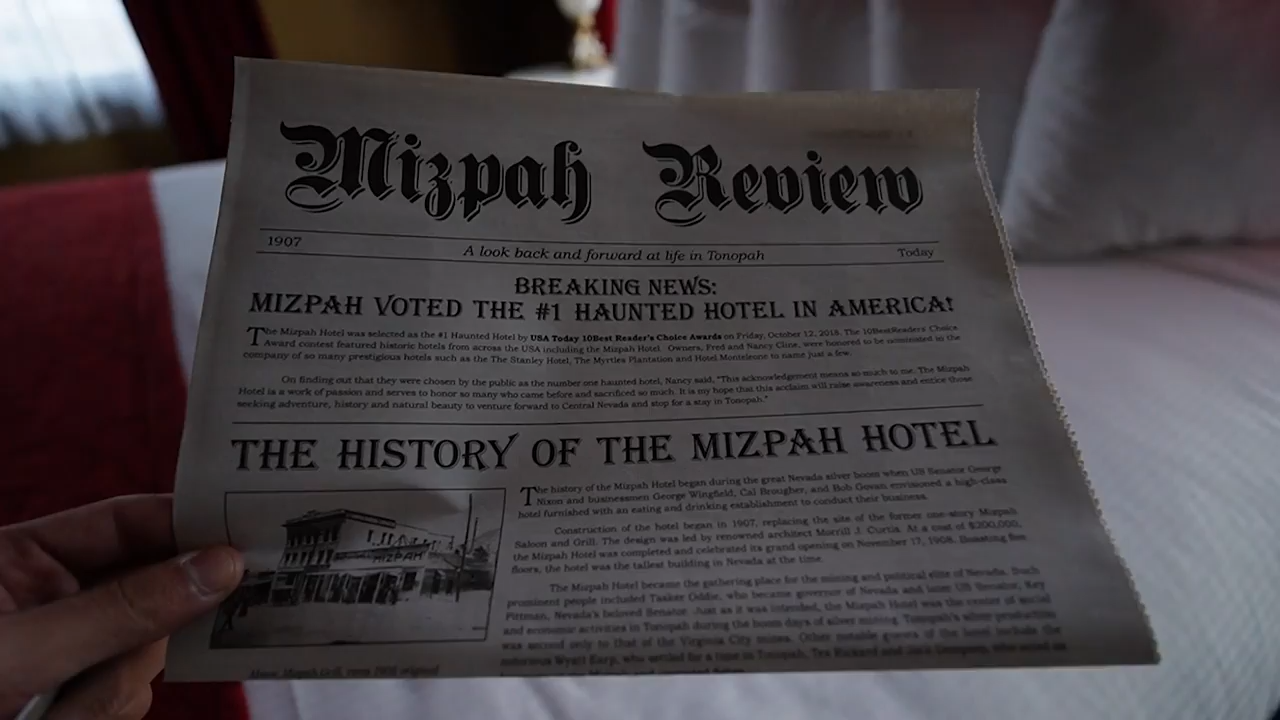 Mizpah Review
1907
A look back and forward at life in Tonopah
Today
BREAKING NEWS:
MIZPAH VOTED THE #1 HAUNTED HOTEL IN AMERICA!
The Mizpah Hotel was selected as the #1 Haunted Hotel by USA Today 10Best Reader's Choice Awards on Friday, October 12, 2018. The 10BestReaders Choice
Award contest featured historic hotels from across the USA including the Mizpah Hotel. Owners, Fred and Nancy Cline, were honored to be nominated in the
company of so many prestigious hotels such as the The Stanley Hotel, The Myrtles Plantation and Hotel Monteleone to name just a few.
On finding out that they were chosen by the public as the number one haunted hotel, Nancy said, "This acknowledgement means so much to me. The Mizpah
Hotel is a work of passion and serves to honor so many who came before and sacrificed so much. It is my hope that this acclaim will raise awareness and entice those
seeking adventure, history and natural beauty to venture forward to Central Nevada and stop for a stay in Tonopah."
THE HISTORY OF THE MIZPAH HOTEL
The history of the Mizpah Hotel began during the great Nevada silver boom when US Senator George
Nixon and businessmen George Wingfield, Cal Brougher, and Bob Govan envisioned a high-class
hotel furnished with an eating and drinking establishment to conduct their business.
Construction of the hotel began in 1907, replacing the site of the former one-story Mizpah
Saloon and Grill. The design was led by renowned architect Morrill J. Curtis. At a cost of $200,000,
the Mizpah Hotel was completed and celebrated its grand opening on November 17, 1908. Boasting five
floors, the hotel was the tallest building in Nevada at the time.
The Mizpah Hotel became the gathering place for the mining and political elite of Nevada. Such
prominent people included Tasker Oddie, who became governor of Nevada and later US Senator, Key
Pittman, Nevada's beloved Senator. Just as it was intended, the Mizpah Hotel was the center of social
and economic activities in Tonopah during the boom days of silver mining. Tonopah's silver production
was second only to that of the Virginia City mines. Other notable guests of the hotel include the
notorious Wyatt Earp, who settled for a time in Tonopah, Tex Rickard and Jack Dempsey, who
MIZPAH
Above: Mizpah Grill, circa 1905 original